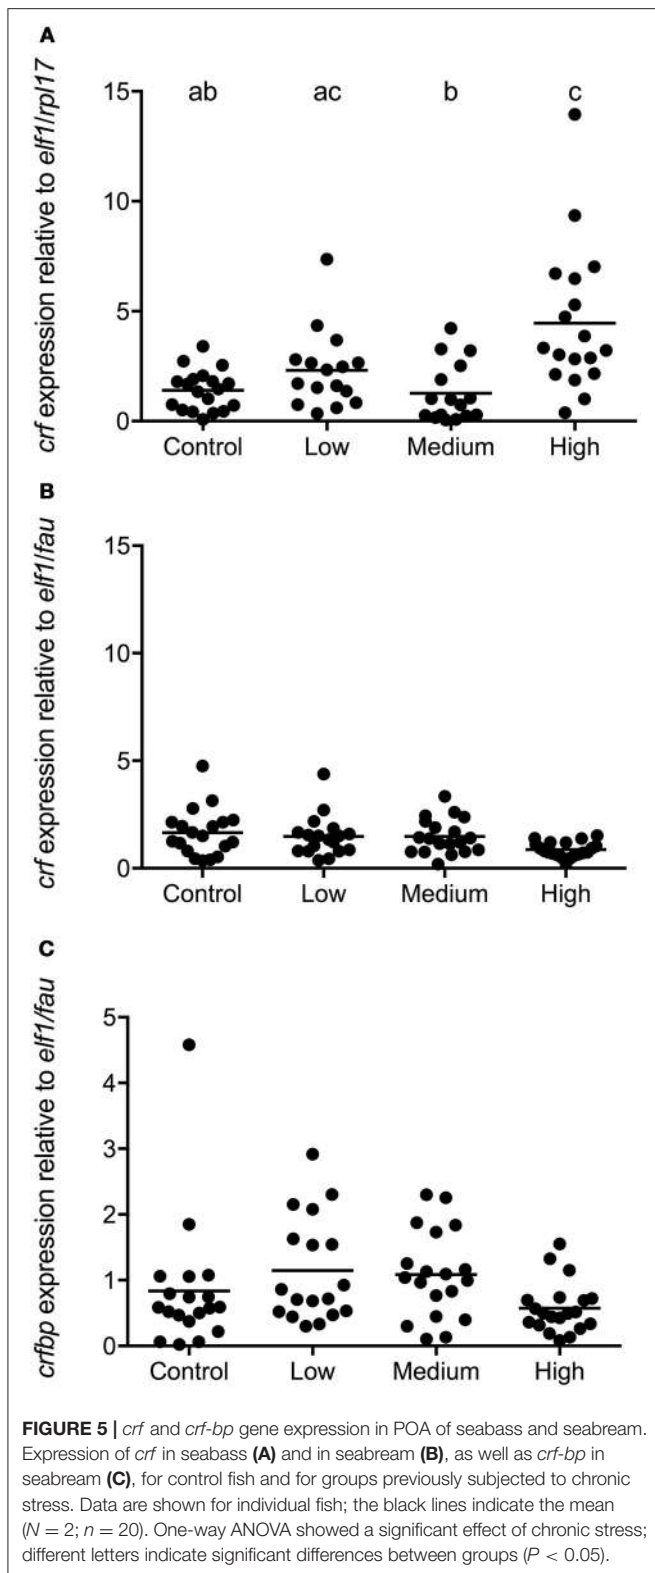 A
crf expression relative to elf1/rpl17
15
10
5
0
ab ac b c
Control Low Medium High
B
crf expression relative to elf1/fau
15
10
5
0
Control Low Medium High
C
crfbp expression relative to elf1/fau
5
4
3
2
1
0
Control Low Medium High
FIGURE 5 | crf and crf-bp gene expression in POA of seabass and seabream.
Expression of crf in seabass (A) and in seabream (B), as well as crf-bp in
seabream (C), for control fish and for groups previously subjected to chronic
stress. Data are shown for individual fish; the black lines indicate the mean
(N = 2; n = 20). One-way ANOVA showed a significant effect of chronic stress;
different letters indicate significant differences between groups (P < 0.05).